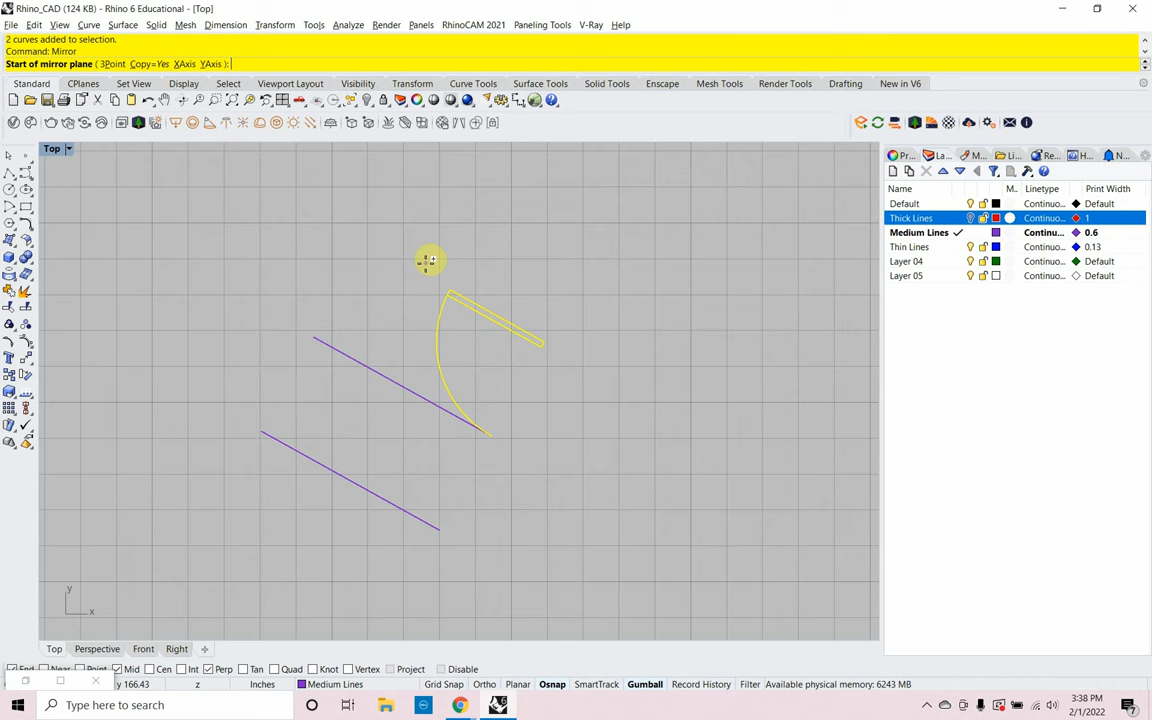 Rhino_CAD (124 KB) - Rhino 6 Educational - [Top]
File Edit View Curve Surface Solid Mesh Dimension Transform Tools Analyze Render Panels RhinoCAM 2021 Paneling Tools V-Ray Help
2 curves added to selection.
Command: Mirror
Start of mirror plane ( 3Point Copy=Yes XAxis YAxis ):
Standard CPlanes Set View Display Select Viewport Layout Visibility Transform Curve Tools Surface Tools Solid Tools Escape Mesh Tools Render Tools Drafting New in V6
Top
Pr... La... M... Li... Re... H... N...
Name M.. Linetype Print Width
Default Continuo... Default
Thick Lines Continuo... 1
Medium Lines Continu... 0.6
Thin Lines Continuo... 0.13
Layer 04 Continuo... Default
Layer 05 Continuo... Default
y
x
Top Perspective Front Right
End Near Point Mid Cen Int Perp Tan Quad Knot Vertex Project Disable
y 166.43 z Inches Medium Lines Grid Snap Ortho Planar Osnap SmartTrack Gumball Record History Filter Available physical memory: 6243 MB
Type here to search
3:38 PM
2/1/2022